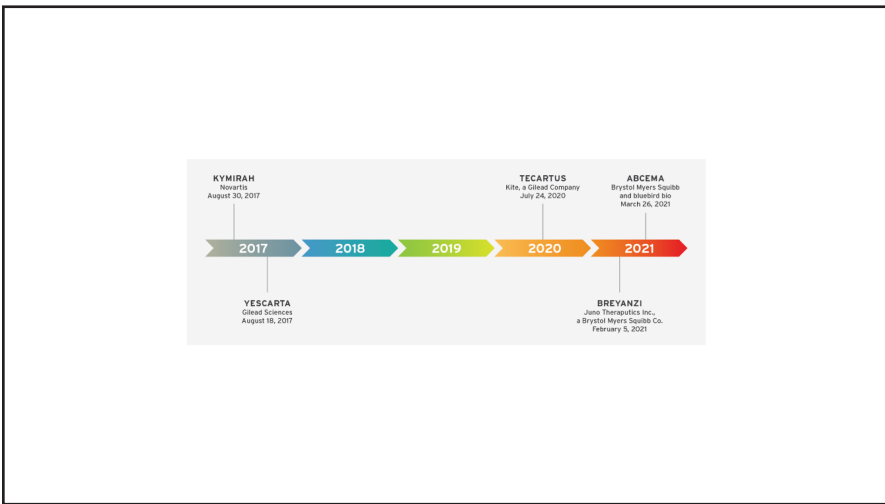 KYMIRAH
Novartis
August 30, 2017
TECARTUS
Kite, a Gilead Company
July 24, 2020
ABCEMA
Brystol Myers Squibb
and bluebird bio
March 26, 2021
2017
2018
2019
2020
2021
YESCARTA
Gilead Sciences
August 18, 2017
BREYANZI
Juno Theraputics Inc.,
a Brystol Myers Squibb Co.
February 5, 2021